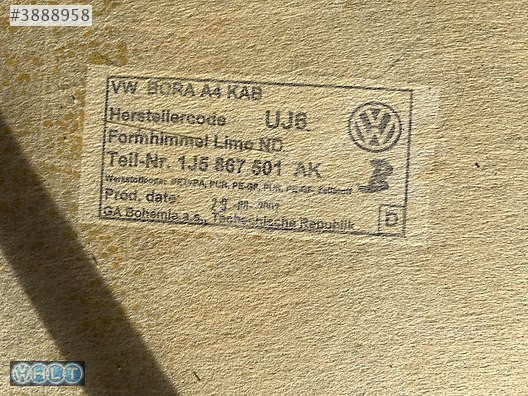 #3888958
VW BORA A4 KAB
Herstellercode UJ6
Formhimmel Limo ND
Teil-Nr. 1J5 867 501 AK
B
Prod. date:
GA Bohemia a.s., Tschechische Republik
D
WHLT